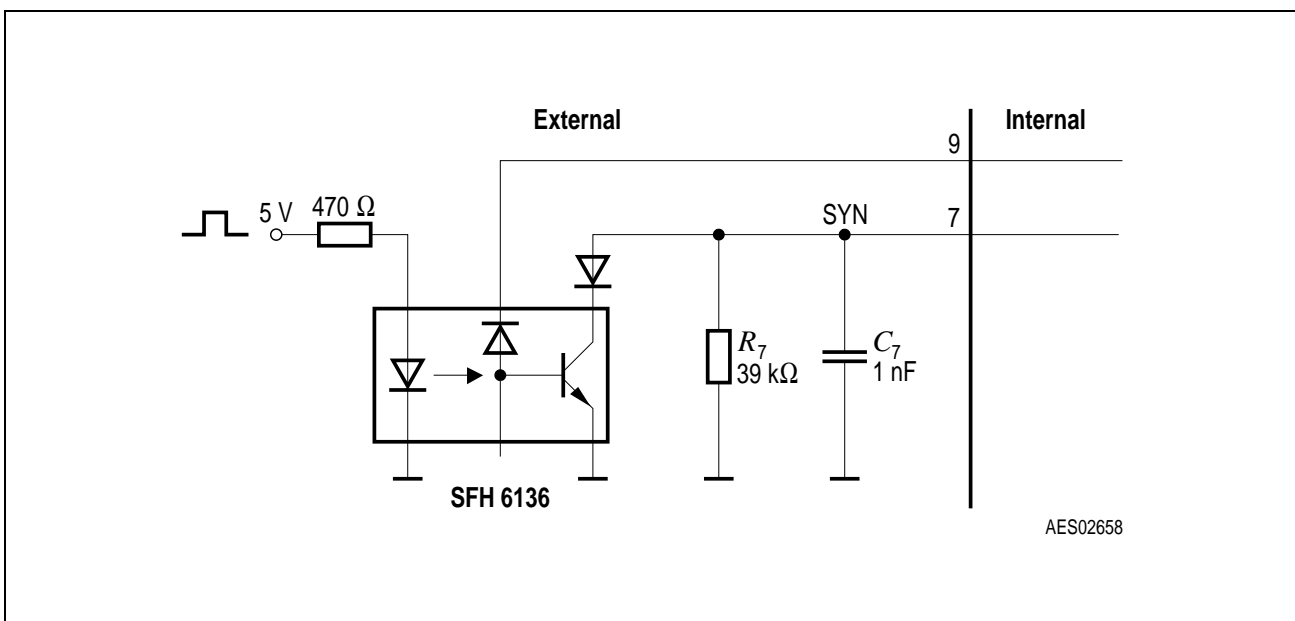 External
Internal
9
5 V
470 Ω
SYN
7
R7
39 kΩ
C7
1 nF
SFH 6136
AES02658